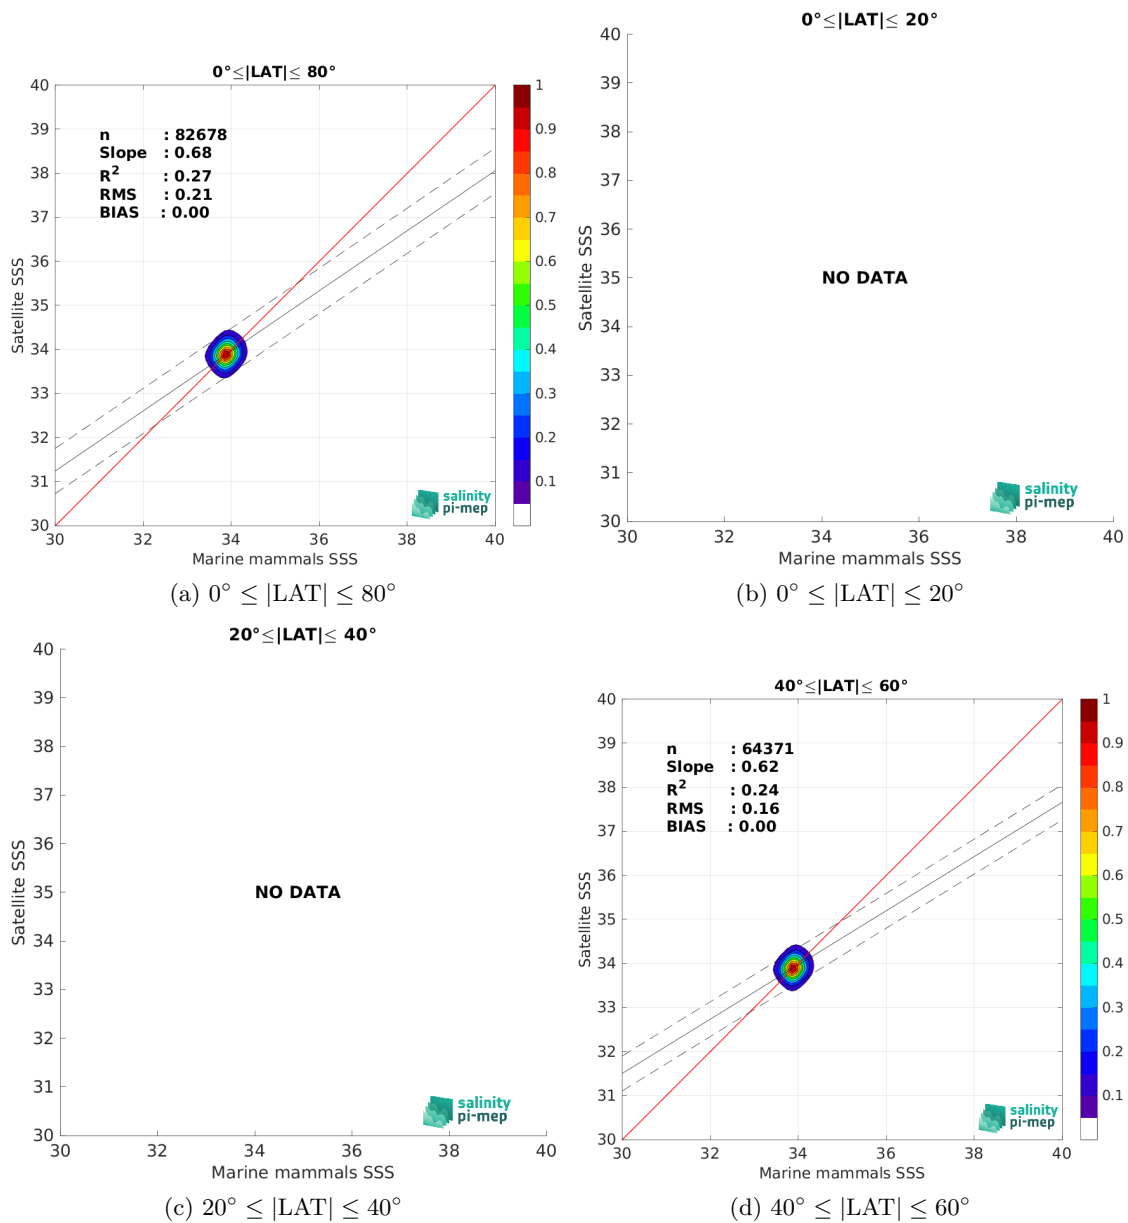 0°≤|LAT|≤ 80°
40
39
38
37
36
35
34
33
32
31
30
Satellite SSS
n : 82678
Slope : 0.68
R² : 0.27
RMS : 0.21
BIAS : 0.00
salinity
pi-mep
30 32 34 36 38 40
Marine mammals SSS
1
0.9
0.8
0.7
0.6
0.5
0.4
0.3
0.2
0.1
(a) 0° ≤ |LAT| ≤ 80°
0°≤|LAT|≤ 20°
40
39
38
37
36
35
34
33
32
31
30
Satellite SSS
NO DATA
salinity
pi-mep
30 32 34 36 38 40
Marine mammals SSS
(b) 0° ≤ |LAT| ≤ 20°
20°≤|LAT|≤ 40°
40
39
38
37
36
35
34
33
32
31
30
Satellite SSS
NO DATA
salinity
pi-mep
30 32 34 36 38 40
Marine mammals SSS
(c) 20° ≤ |LAT| ≤ 40°
40°≤|LAT|≤ 60°
40
39
38
37
36
35
34
33
32
31
30
Satellite SSS
n : 64371
Slope : 0.62
R² : 0.24
RMS : 0.16
BIAS : 0.00
salinity
pi-mep
30 32 34 36 38 40
Marine mammals SSS
1
0.9
0.8
0.7
0.6
0.5
0.4
0.3
0.2
0.1
(d) 40° ≤ |LAT| ≤ 60°